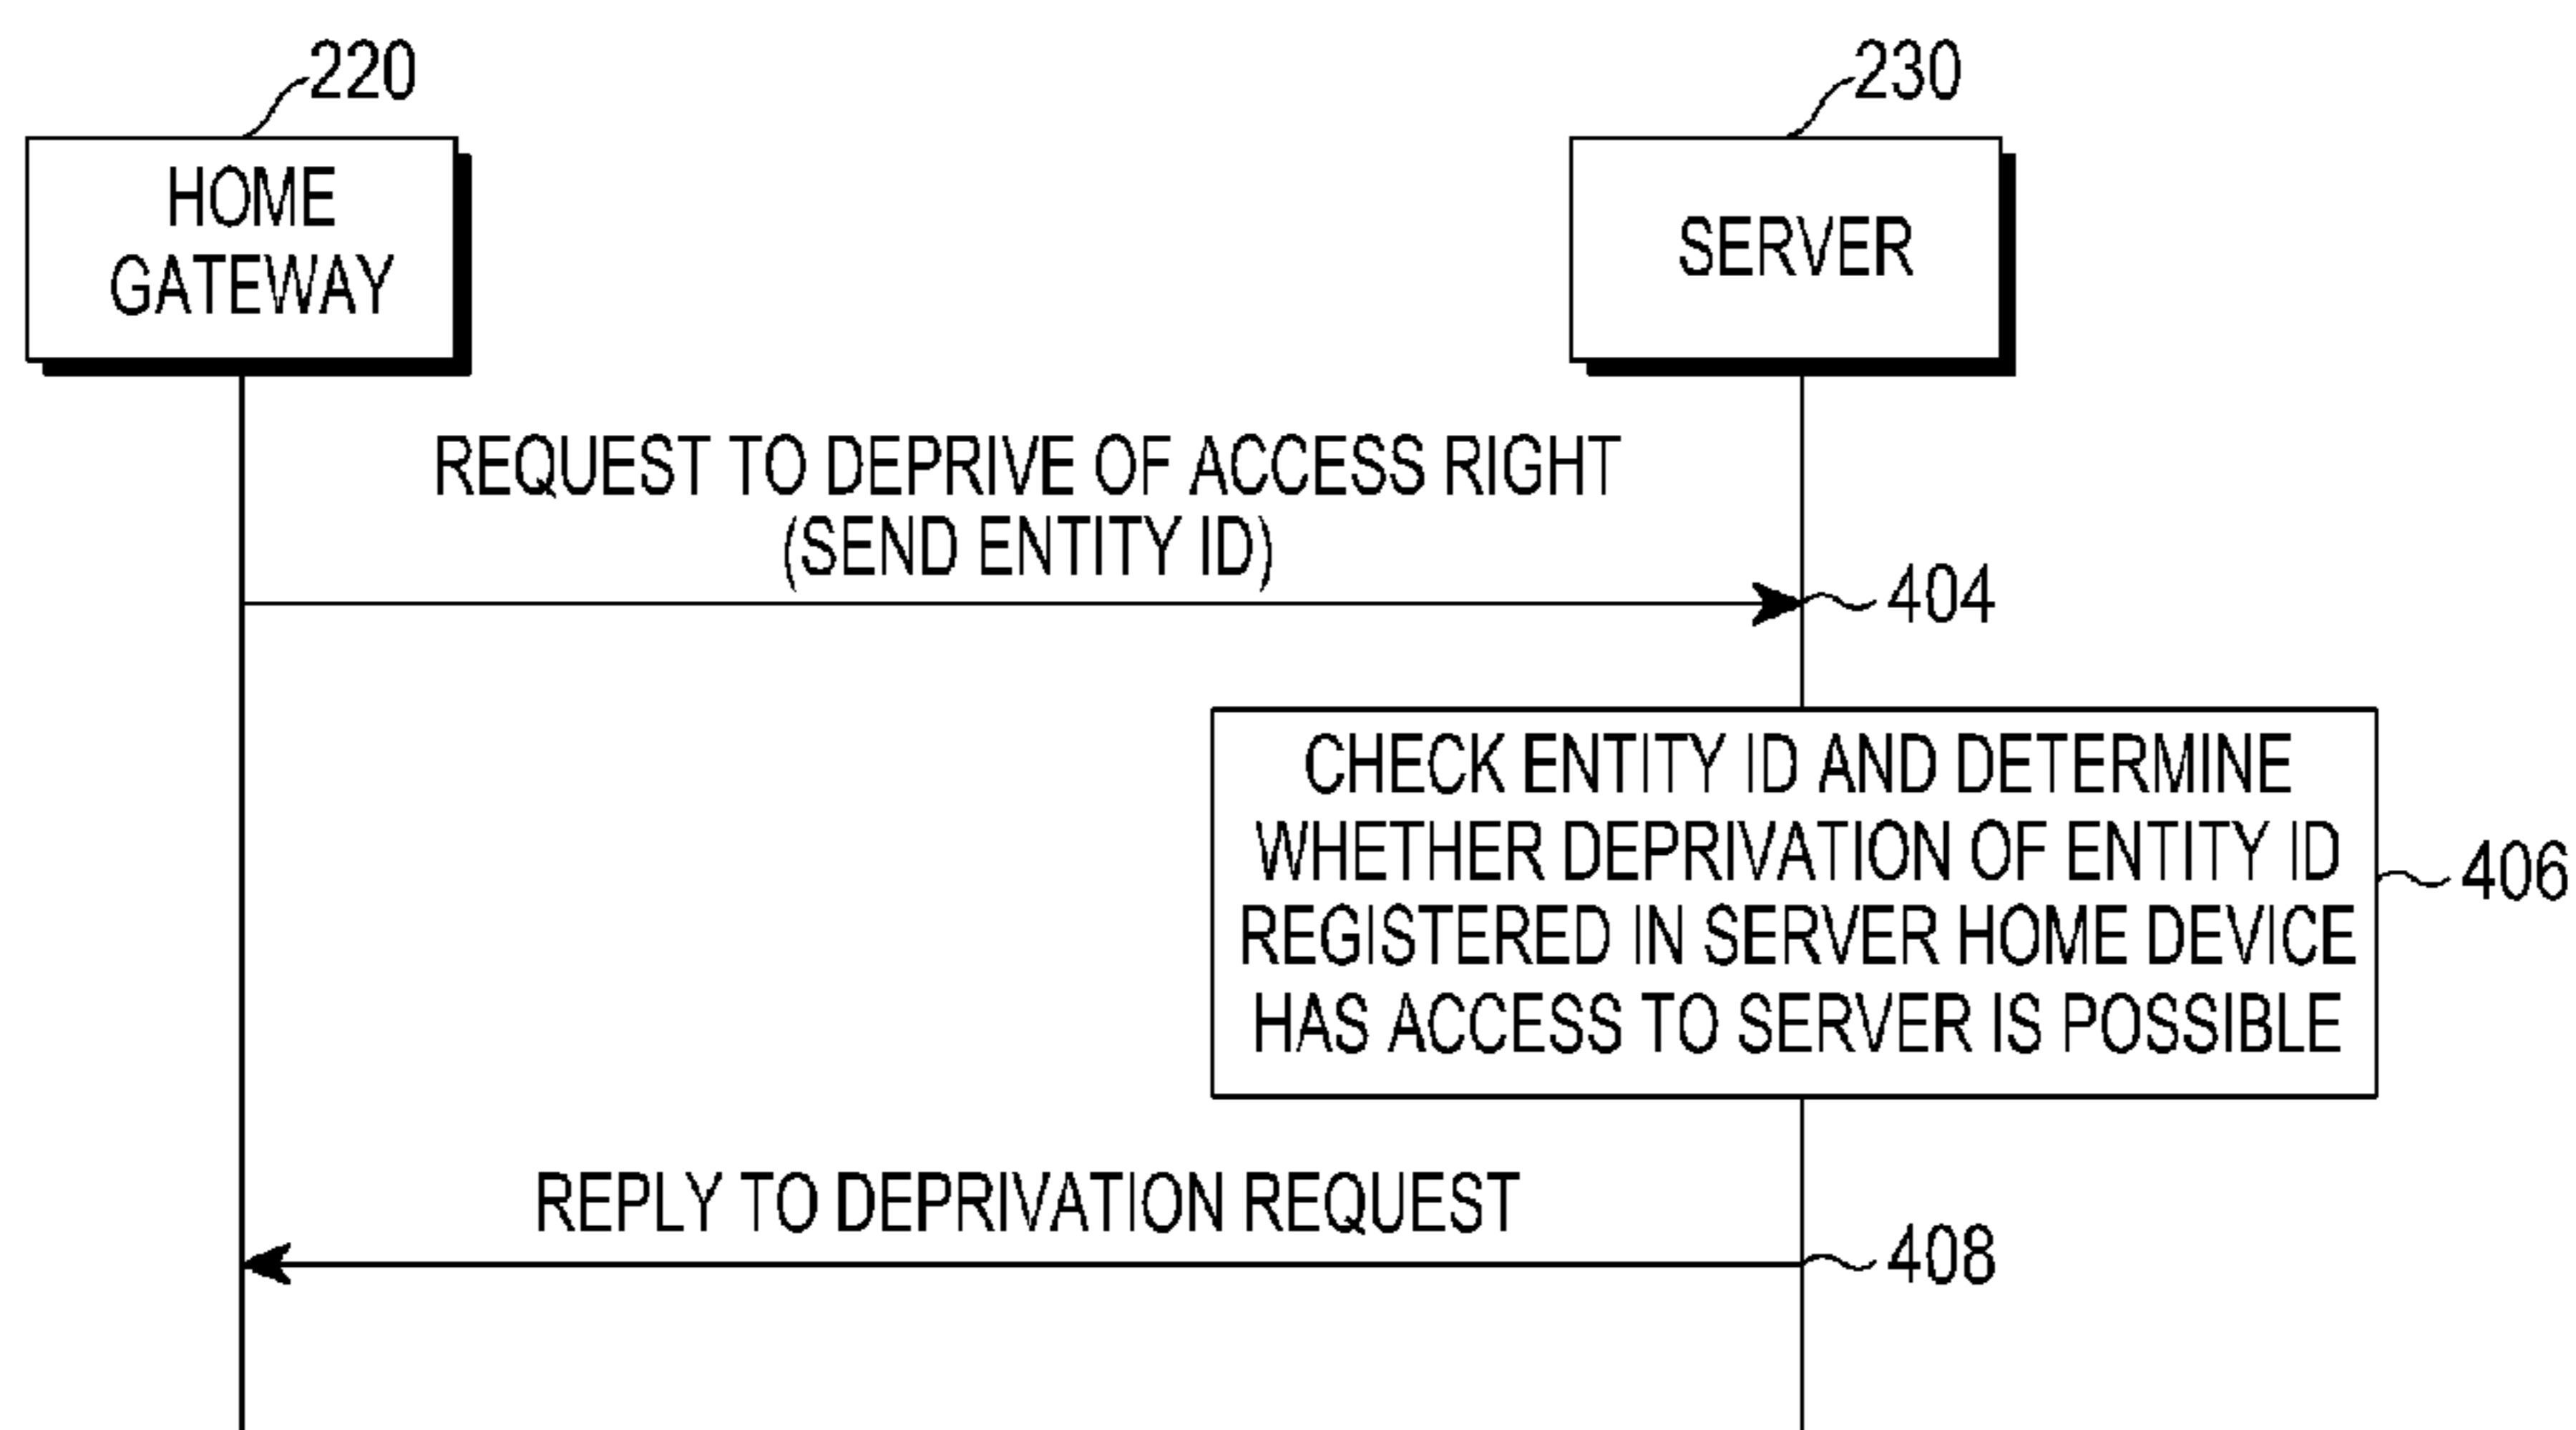 220
230
HOME
GATEWAY
SERVER
REQUEST TO DEPRIVE OF ACCESS RIGHT
(SEND ENTITY ID)
404
CHECK ENTITY ID AND DETERMINE
WHETHER DEPRIVATION OF ENTITY ID
REGISTERED IN SERVER HOME DEVICE
HAS ACCESS TO SERVER IS POSSIBLE
406
REPLY TO DEPRIVATION REQUEST
408